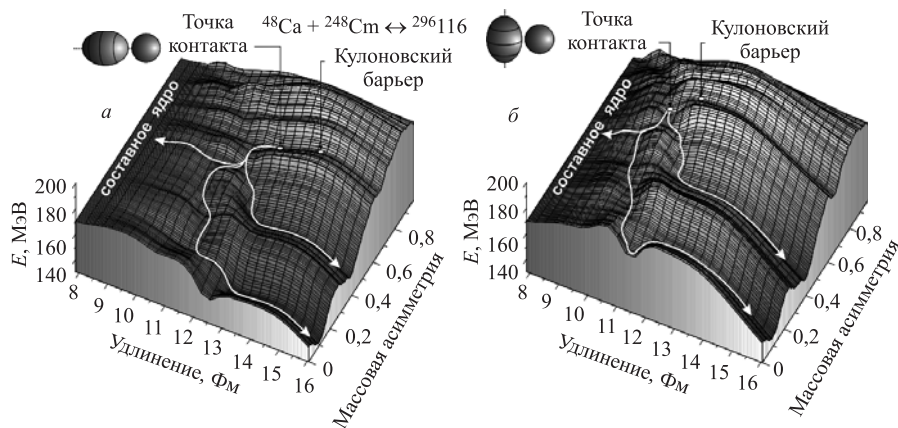 Точка
контакта
⁴⁸Ca + ²⁴⁸Cm ↔ ²⁹⁶116
Кулоновский
барьер
а
составное ядро
200
180
160
140
E, МэВ
8
9
10
11
12
13
14
15
16
Удлинение, Фм
0
0,2
0,4
0,6
0,8
Массовая асимметрия
Точка
контакта
Кулоновский
барьер
б
составное ядро
200
180
160
140
E, МэВ
8
9
10
11
12
13
14
15
16
Удлинение, Фм
0
0,2
0,4
0,6
0,8
Массовая асимметрия